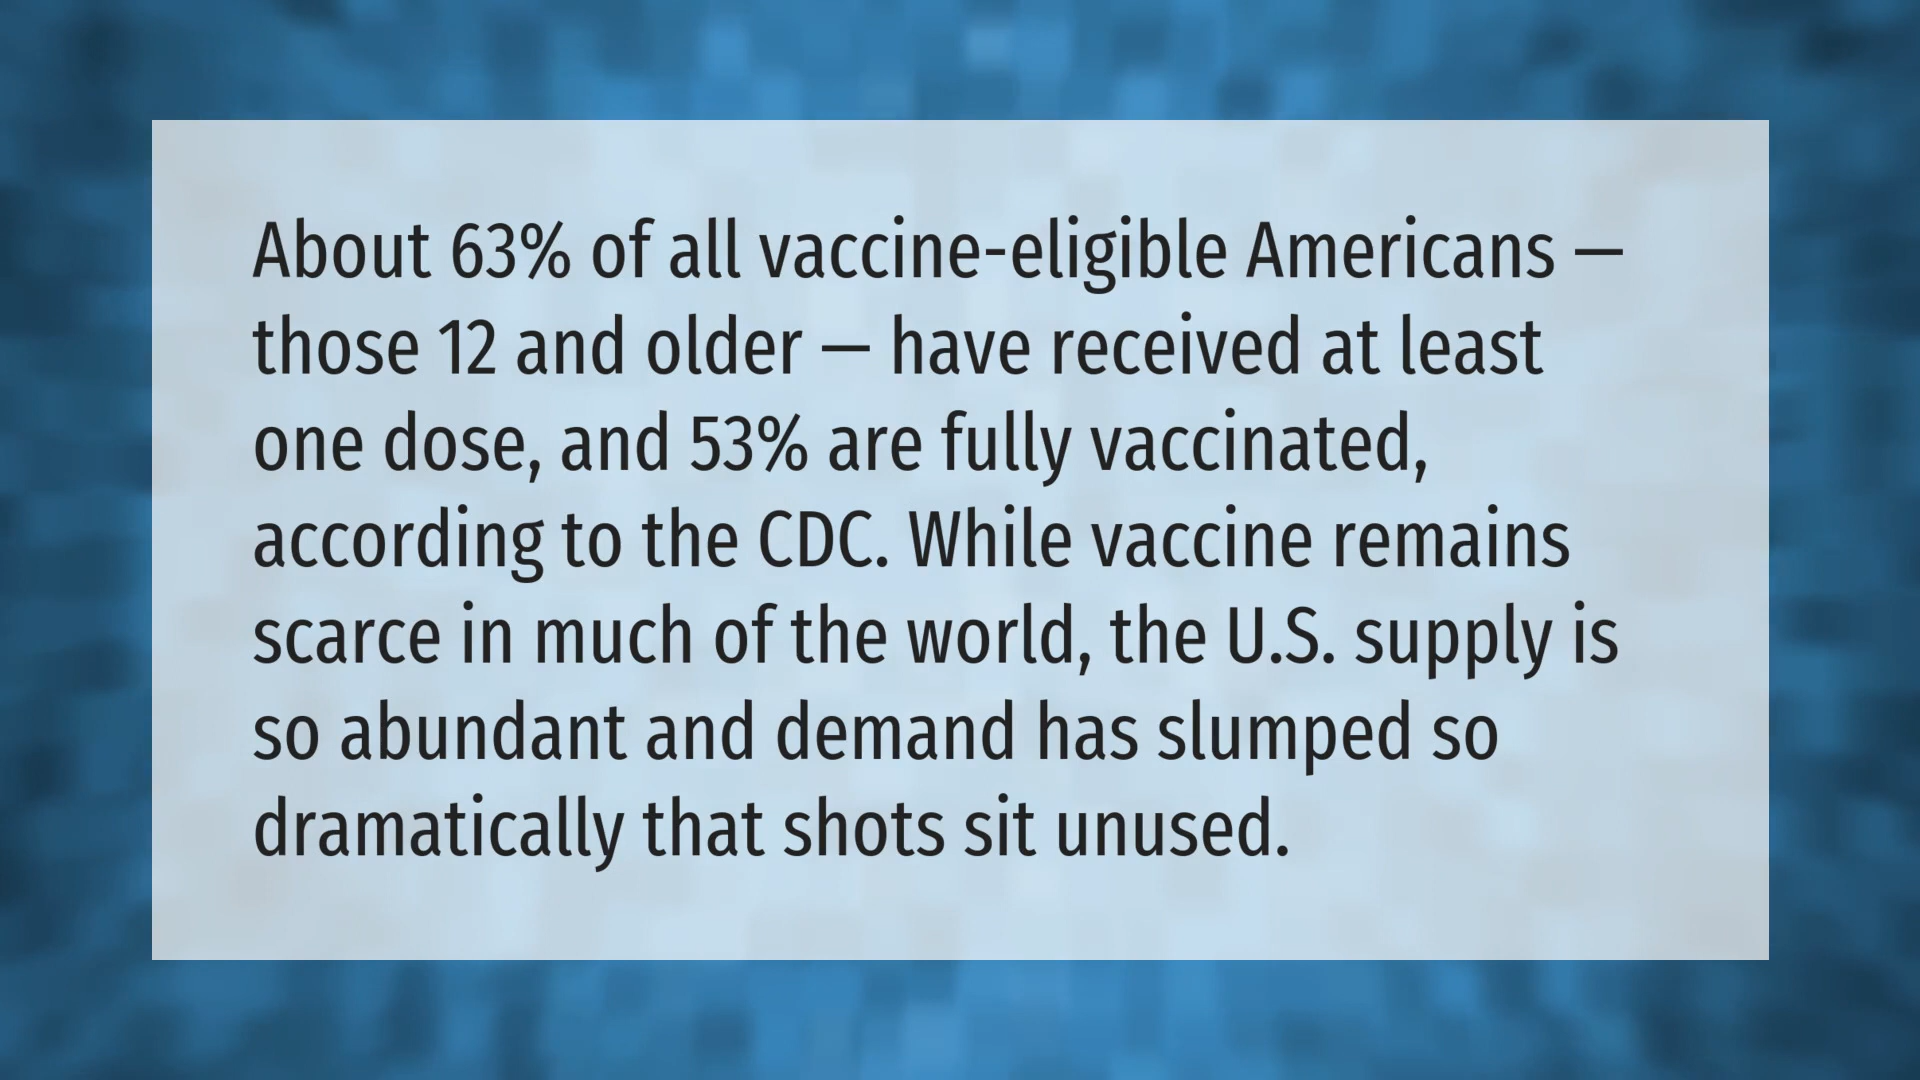 About 63% of all vaccine-eligible Americans —
those 12 and older — have received at least
one dose, and 53% are fully vaccinated,
according to the CDC. While vaccine remains
scarce in much of the world, the U.S. supply is
so abundant and demand has slumped so
dramatically that shots sit unused.